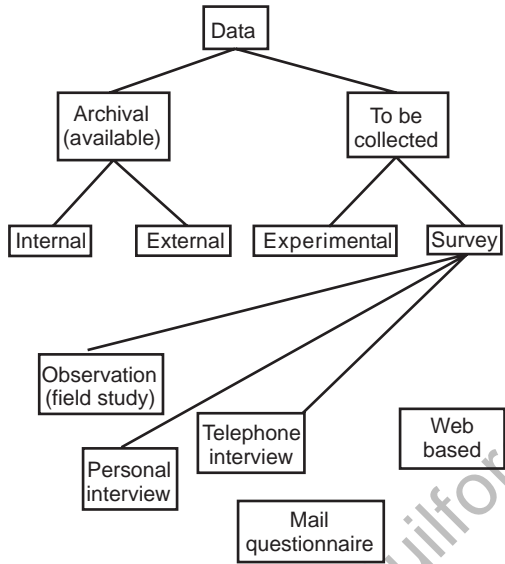 Data
Archival
(available)
To be
collected
Internal
External
Experimental
Survey
Observation
(field study)
Personal
interview
Telephone
interview
Web
based
Mail
questionnaire